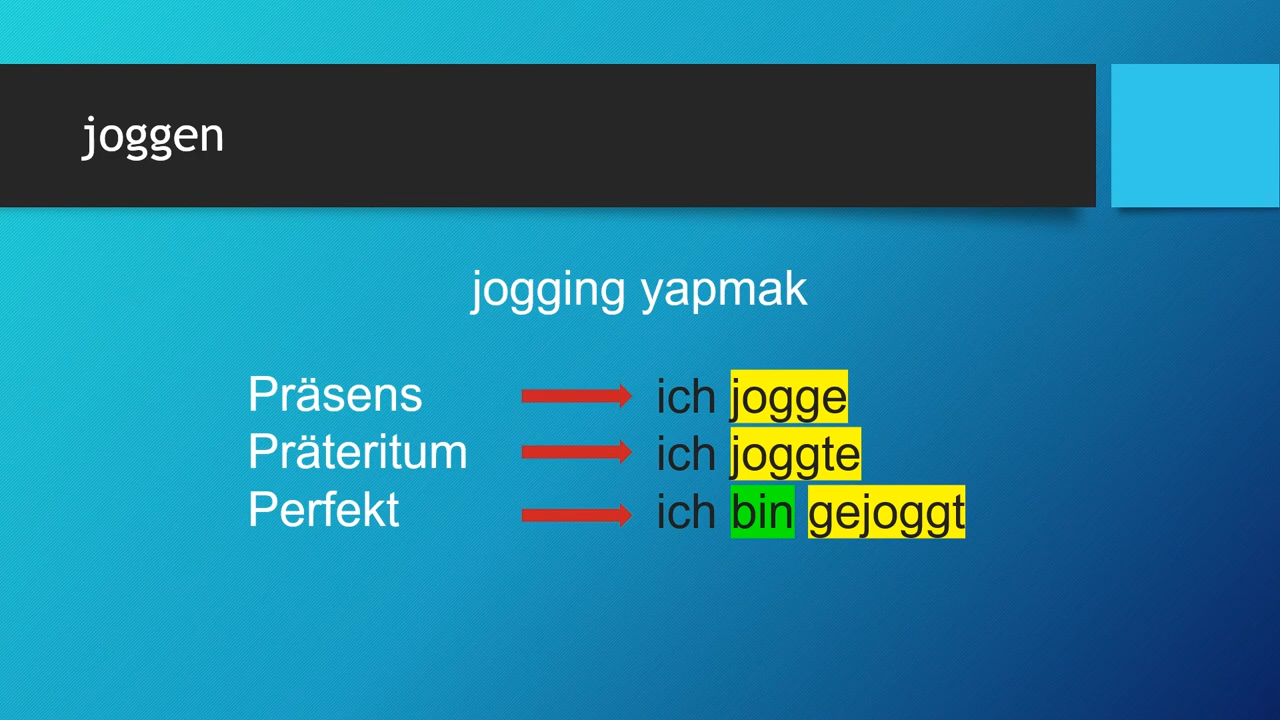 joggen
jogging yapmak
Präsens ich jogge
Präteritum ich joggte
Perfekt ich bin gejoggt